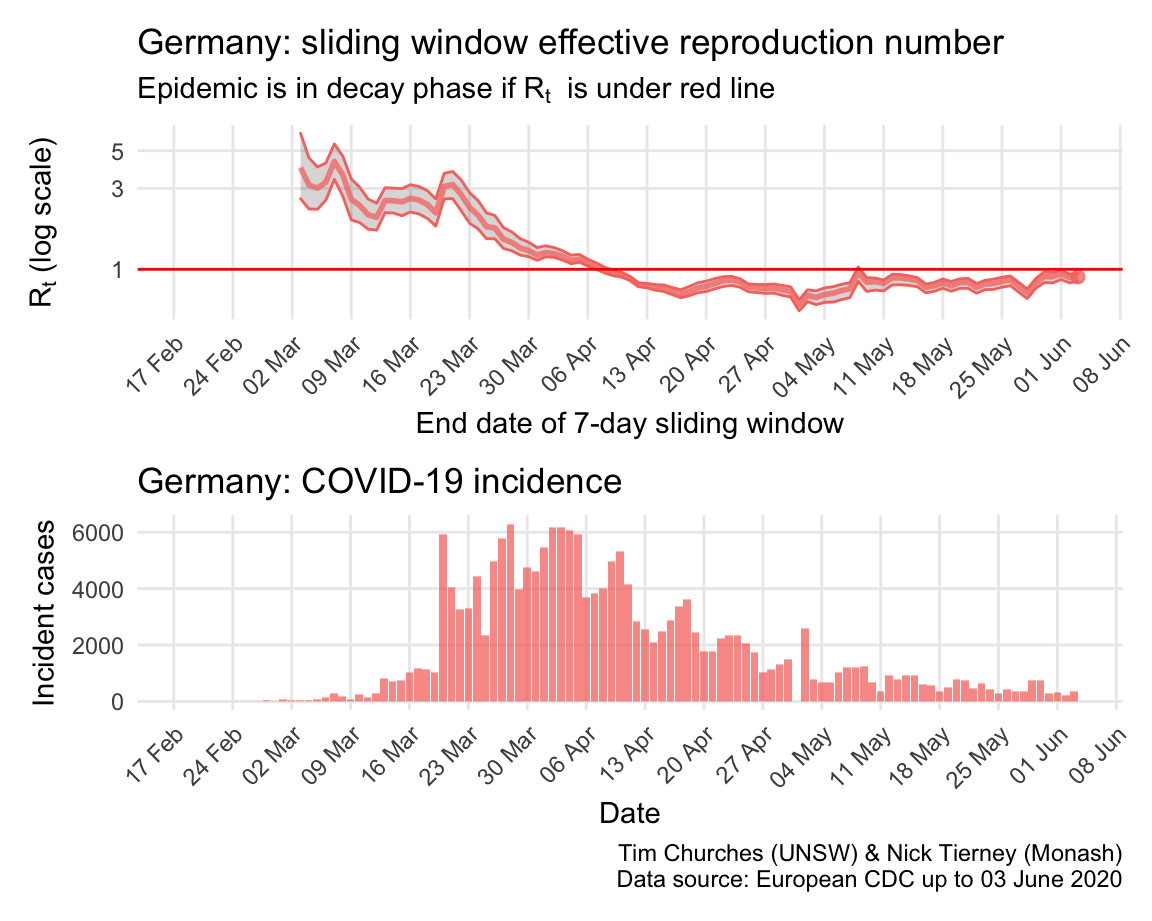 Germany: sliding window effective reproduction number
Epidemic is in decay phase if Rt is under red line
Rt (log scale)
5
3
1
17 Feb
24 Feb
02 Mar
09 Mar
16 Mar
23 Mar
30 Mar
06 Apr
13 Apr
20 Apr
27 Apr
04 May
11 May
18 May
25 May
01 Jun
08 Jun
End date of 7-day sliding window
Germany: COVID-19 incidence
Incident cases
6000
4000
2000
0
17 Feb
24 Feb
02 Mar
09 Mar
16 Mar
23 Mar
30 Mar
06 Apr
13 Apr
20 Apr
27 Apr
04 May
11 May
18 May
25 May
01 Jun
08 Jun
Date
Tim Churches (UNSW) & Nick Tierney (Monash)
Data source: European CDC up to 03 June 2020